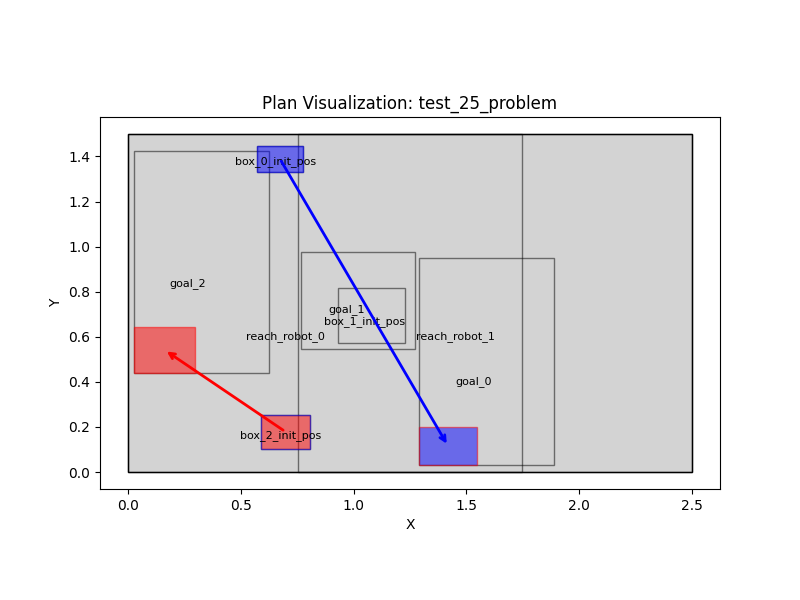 Plan Visualization: test_25_problem
box_0_init_pos
goal_2
goal_1
box_1_init_pos
reach_robot_0
reach_robot_1
goal_0
box_2_init_pos
Y
1.4
1.2
1.0
0.8
0.6
0.4
0.2
0.0
0.0 0.5 1.0 1.5 2.0 2.5
X